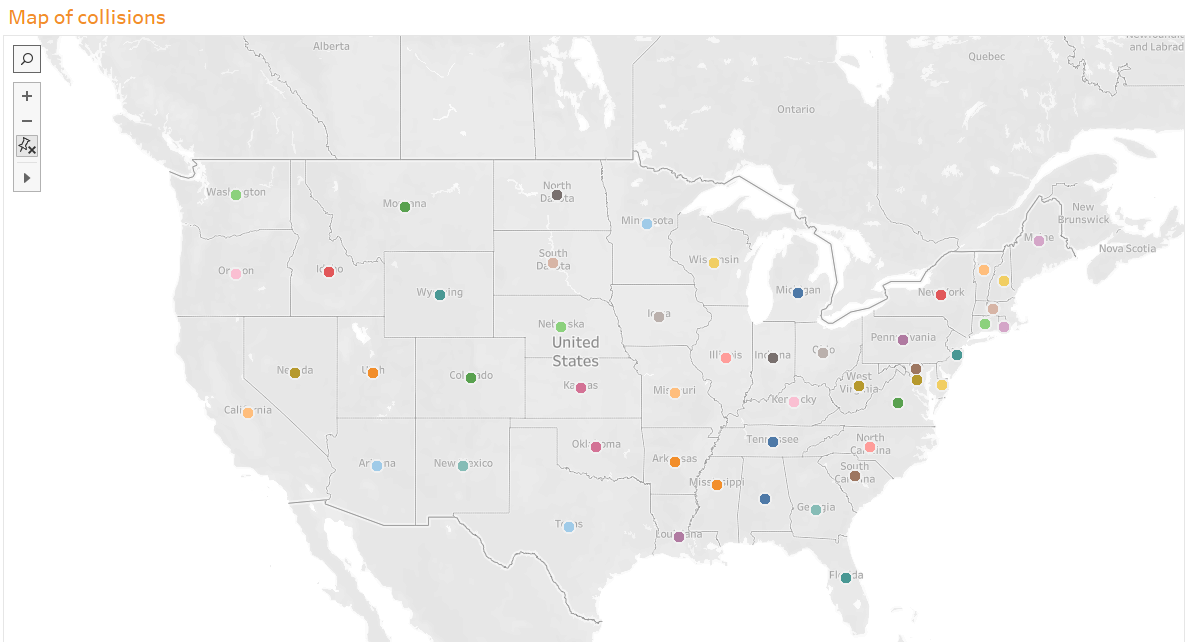 Map of collisions
Alberta
and Labrad
Quebec
Ontario
Washington
Montana
North
Dakota
Minnesota
New
Brunswick
Maine
Nova Scotia
Oregon
Idaho
South
Dakota
Wisconsin
Wyoming
Michigan
New York
Iowa
Nebraska
United
States
Pennsylvania
Illinois
Indiana
Ohio
Nevada
Utah
Colorado
Kansas
Missouri
West
Virginia
Kentucky
California
Oklahoma
Tennessee
North
Carolina
Arizona
New Mexico
Arkansas
South
Carolina
Mississippi
Georgia
Texas
Louisiana
Florida